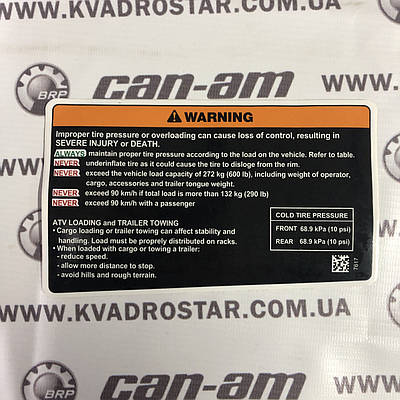 WWW.KVADROSTAR.COM.UA
BRP
can-am
WARNING
Improper tire pressure or overloading can cause loss of control, resulting in
SEVERE INJURY or DEATH.
ALWAYS maintain proper tire pressure according to the load on the vehicle. Refer to table.
NEVER underinflate tire as it could cause the tire to dislodge from the rim.
NEVER exceed the vehicle load capacity of 272 kg (600 lb), including weight of operator,
cargo, accessories and trailer tongue weight.
NEVER exceed 90 km/h if total load is more than 132 kg (290 lb)
NEVER exceed 90 km/h with a passenger
ATV LOADING and TRAILER TOWING
• Cargo loading or trailer towing can affect stability and
handling. Load must be proprely distributed on racks.
• When loaded with cargo or towing a trailer:
- reduce speed.
- allow more distance to stop.
- avoid hills and rough terrain.
COLD TIRE PRESSURE
FRONT 68.9 kPa (10 psi)
REAR 68.9 kPa (10 psi)
7617
WWW.KVADROSTAR.COM.UA
BRP
can-am
BRP